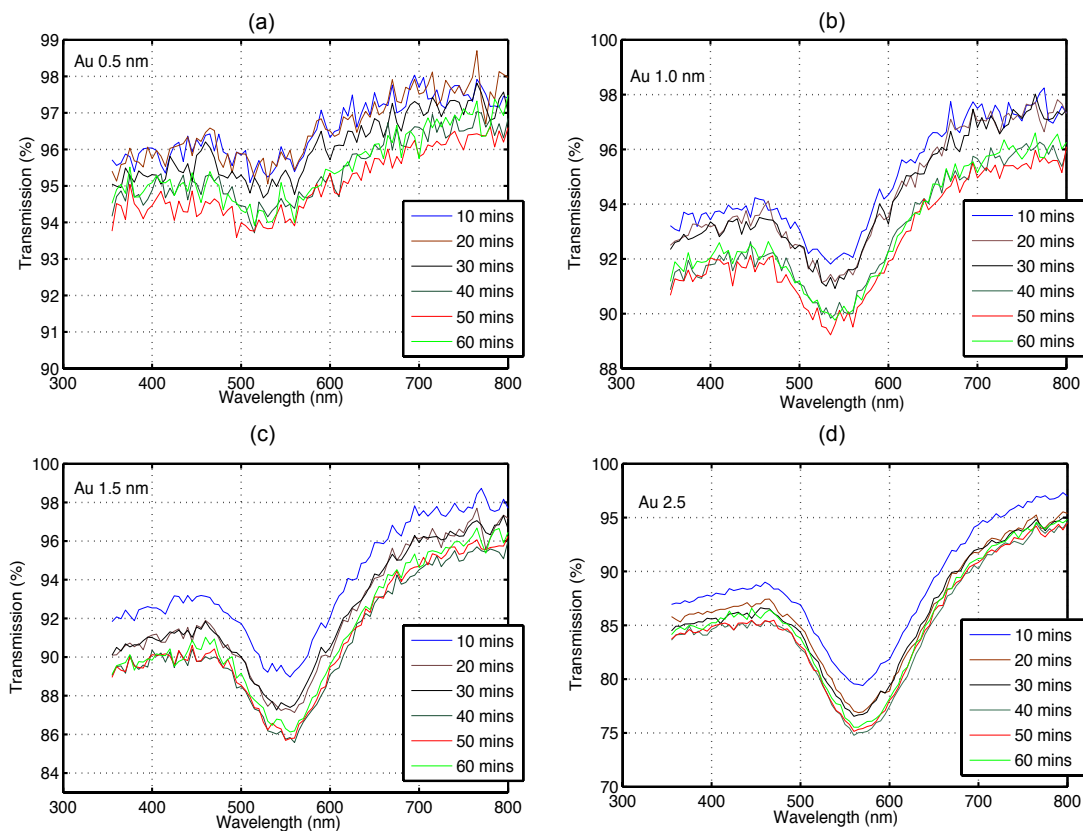 (a)
99
98
97
96
95
94
93
92
91
90
Transmission (%)
Au 0.5 nm
10 mins
20 mins
30 mins
40 mins
50 mins
60 mins
300 400 500 600 700 800
Wavelength (nm)
(b)
100
98
96
94
92
90
88
Transmission (%)
Au 1.0 nm
10 mins
20 mins
30 mins
40 mins
50 mins
60 mins
300 400 500 600 700 800
Wavelength (nm)
(c)
100
98
96
94
92
90
88
86
84
Transmission (%)
Au 1.5 nm
10 mins
20 mins
30 mins
40 mins
50 mins
60 mins
300 400 500 600 700 800
Wavelength (nm)
(d)
100
95
90
85
80
75
70
Transmission (%)
Au 2.5
10 mins
20 mins
30 mins
40 mins
50 mins
60 mins
300 400 500 600 700 800
Wavelength (nm)